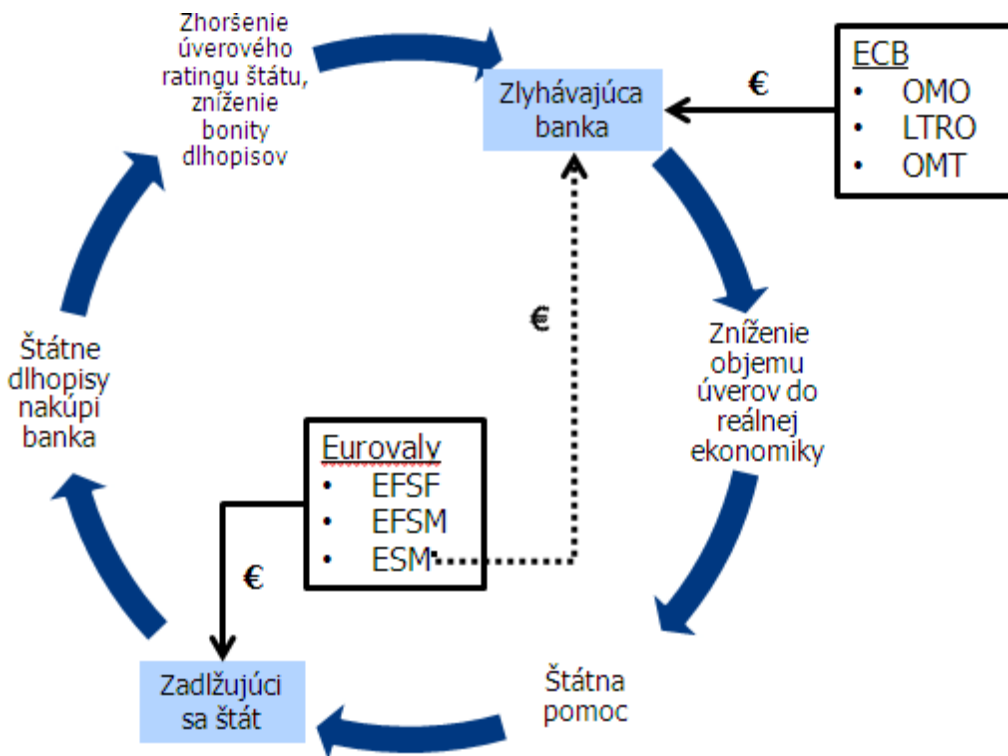 Zhoršenie
úverového
ratingu štátu,
zníženie
bonity
dlhopisov
Zlyhávajúca
banka
€
ECB
• OMO
• LTRO
• OMT
€
Zníženie
objemu
úverov do
reálnej
ekonomiky
Štátne
dlhopisy
nakúpi
banka
Eurovaly
• EFSF
• EFSM
• ESM
€
Zadlžujúci
sa štát
Štátna
pomoc